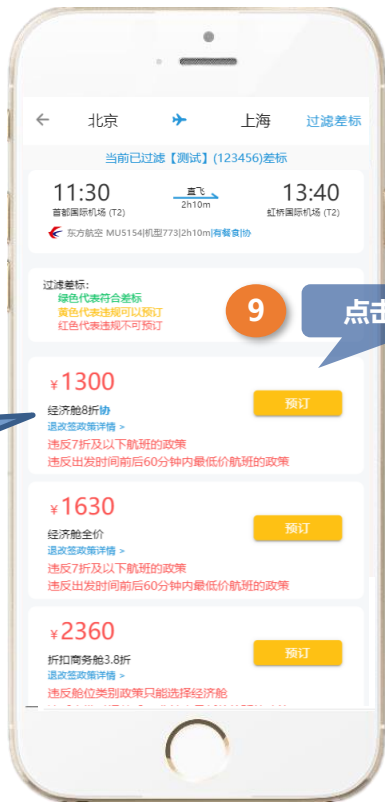 ← 北京 上海 过滤差标
当前已过滤【测试】(123456)差标
11:30 直飞 13:40
首都国际机场 (T2) 2h10m 虹桥国际机场 (T2)
东方航空 MU5154|机型773|2h10m|有餐食|协
过滤差标:
绿色代表符合差标
黄色代表违规可以预订
红色代表违规不可预订
9 点击
¥1300
预订
经济舱8折协
退改签政策详情 >
违反7折及以下航班的政策
违反出发时间前后60分钟内最低价航班的政策
¥1630
预订
经济舱全价
退改签政策详情 >
违反7折及以下航班的政策
违反出发时间前后60分钟内最低价航班的政策
¥2360
预订
折扣商务舱3.8折
退改签政策详情 >
违反舱位类别政策只能选择经济舱